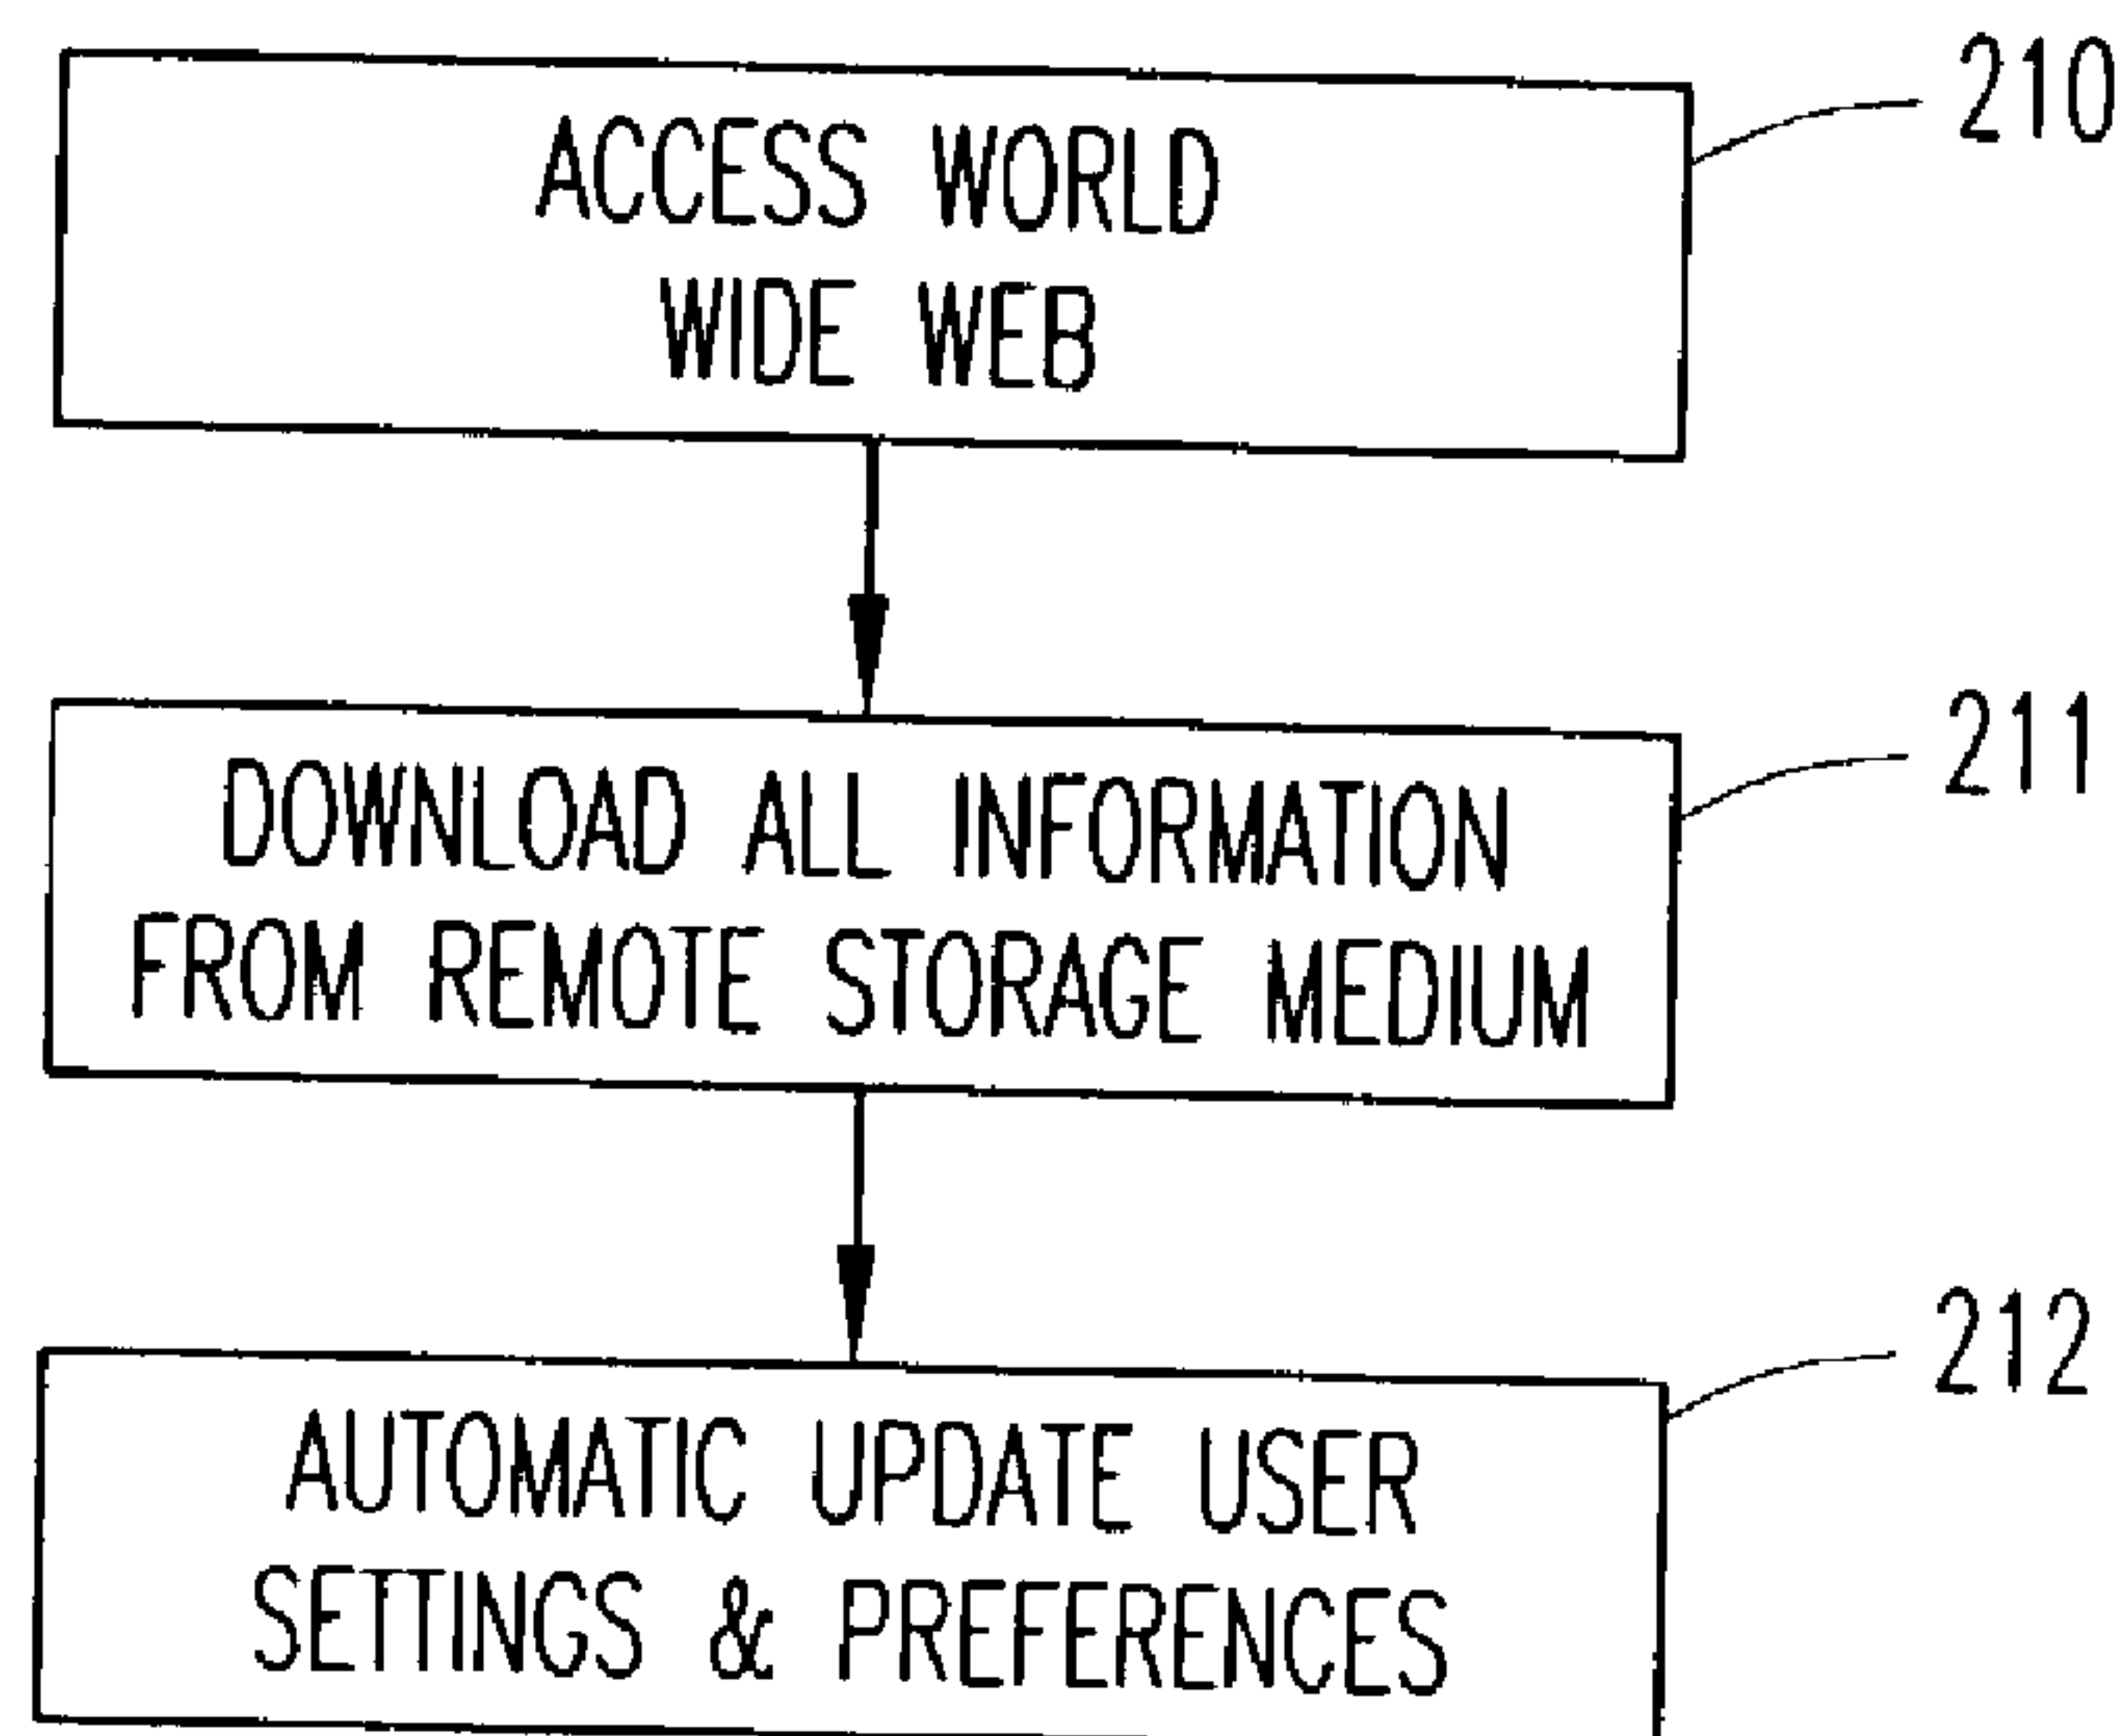 ACCESS WORLD
WIDE WEB
210
DOWNLOAD ALL INFORMATION
FROM REMOTE STORAGE MEDIUM
211
AUTOMATIC UPDATE USER
SETTINGS & PREFERENCES
212